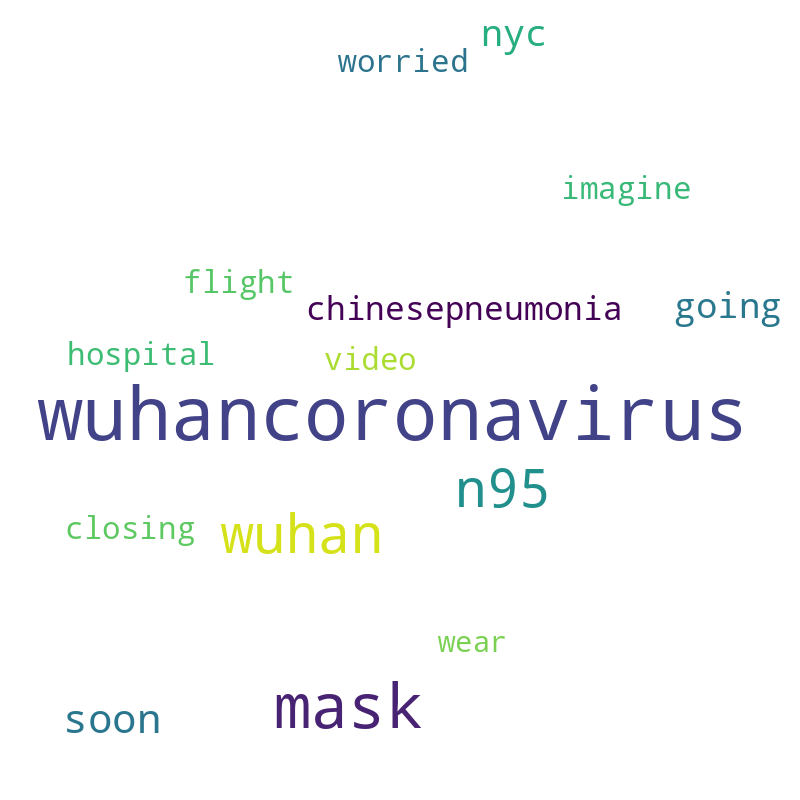 nyc
worried
imagine
flight
chinesepneumonia
going
hospital
video
wuhancoronavirus
n95
closing
wuhan
wear
mask
soon